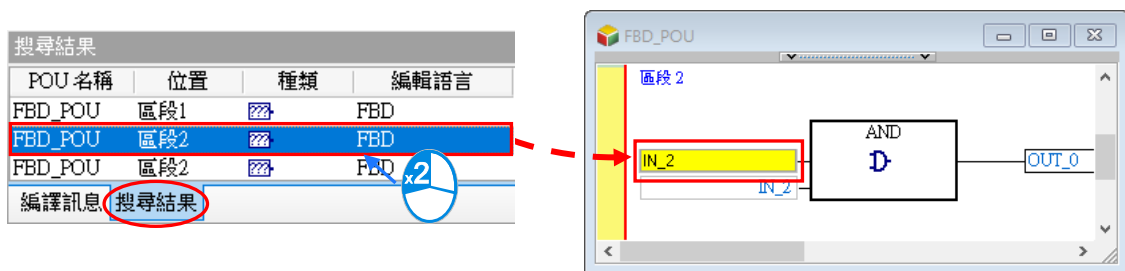 搜尋結果
POU 名稱 位置 種類 編輯語言
FBD_POU 區段1 ??? FBD
FBD_POU 區段2 ??? FBD
FBD_POU 區段2 ??? FBD
x2
編譯訊息 搜尋結果
FBD_POU
區段 2
AND
IN_2 OUT_0
IN_2